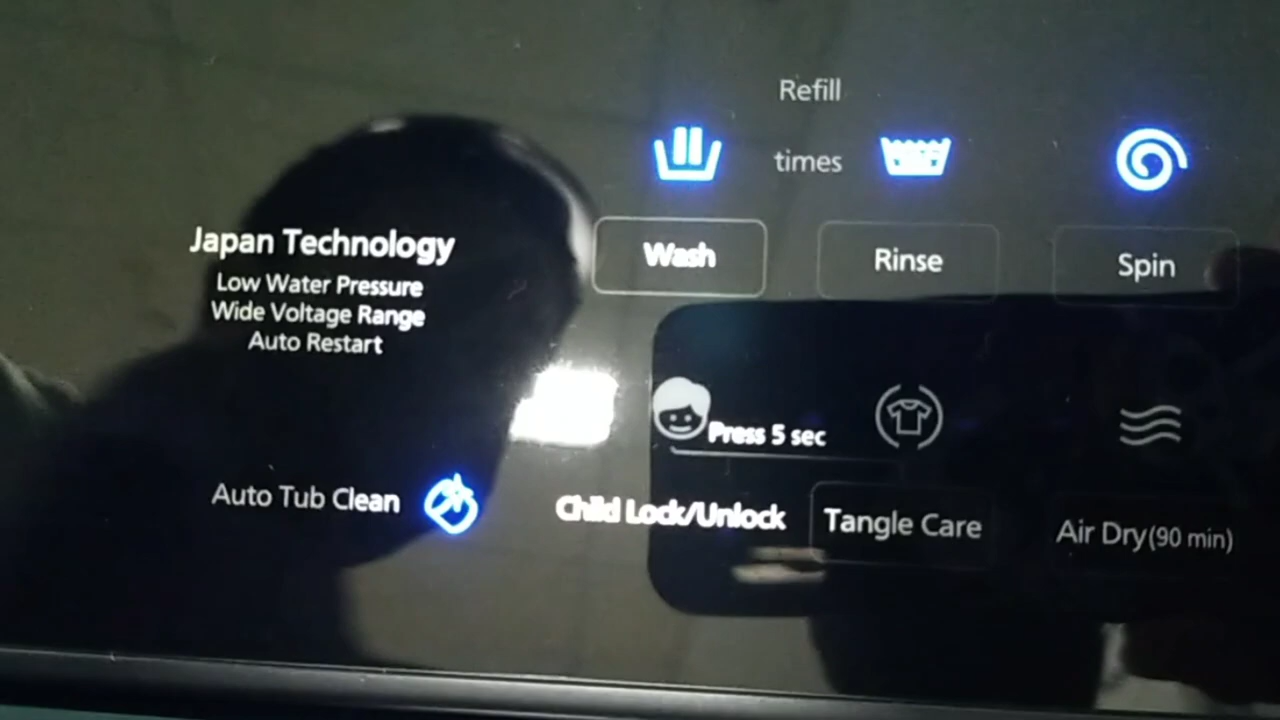 Refill
times
Wash
Rinse
Spin
Japan Technology
Low Water Pressure
Wide Voltage Range
Auto Restart
Press 5 sec
Auto Tub Clean
Child Lock/Unlock
Tangle Care
Air Dry(90 min)